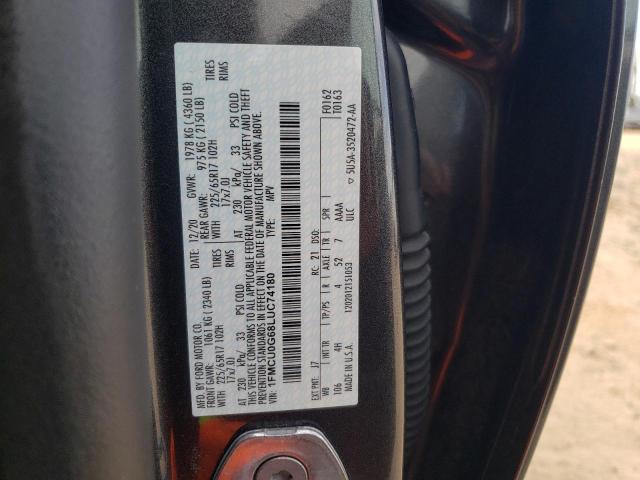 MFD. BY FORD MOTOR CO. DATE: 12/20 GVWR: 1978 KG ( 4360 LB)
FRONT GAWR: 1061 KG ( 2340 LB) REAR GAWR: 975 KG ( 2150 LB)
WITH 225/65R17 102H TIRES WITH 225/65R17 102H TIRES
17x7.0J RIMS 17x7.0J RIMS
AT 230 kPa/ 33 PSI COLD AT 230 kPa/ 33 PSI COLD
THIS VEHICLE CONFORMS TO ALL APPLICABLE FEDERAL MOTOR VEHICLE SAFETY AND THEFT
PREVENTION STANDARDS IN EFFECT ON THE DATE OF MANUFACTURE SHOWN ABOVE.
VIN: 1FMCU0G68LUC74180 TYPE: MPV
F0162
EXT PNT: J7 RC: 21 DSO: T0163
WB INT TR TP/PS R AXLE TR SPR
106 4H 4 52 7 AAAA ▽ 5U5A-3520472-AA
MADE IN U.S.A. 12020121S1053 ULC